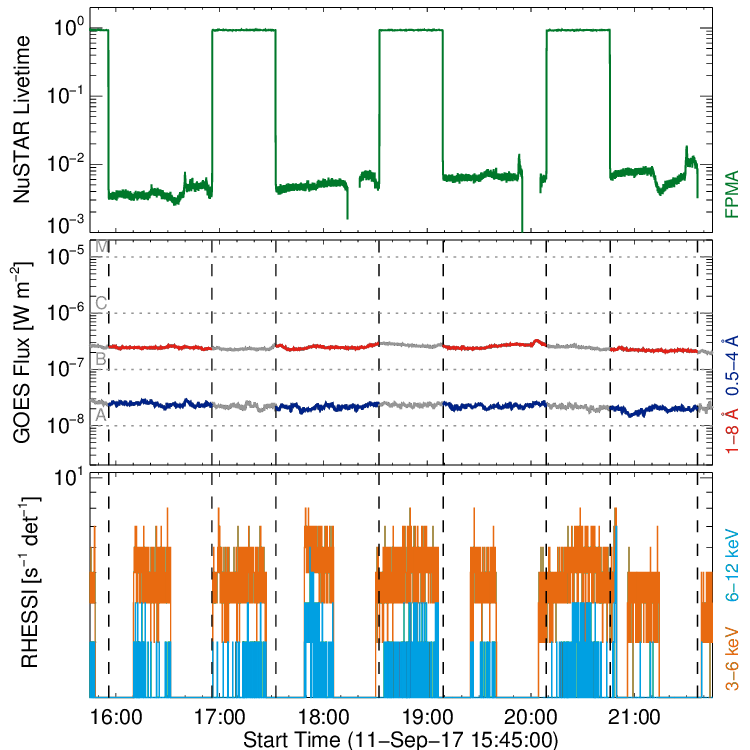 10⁰
10⁻¹
10⁻²
10⁻³
NuSTAR Livetime
FPMA
10⁻⁵
10⁻⁶
10⁻⁷
10⁻⁸
M
C
B
A
GOES Flux [W m⁻²]
1−8 Å 0.5−4 Å
10¹
RHESSI [s⁻¹ det⁻¹]
3−6 keV 6−12 keV
16:00 17:00 18:00 19:00 20:00 21:00
Start Time (11−Sep−17 15:45:00)